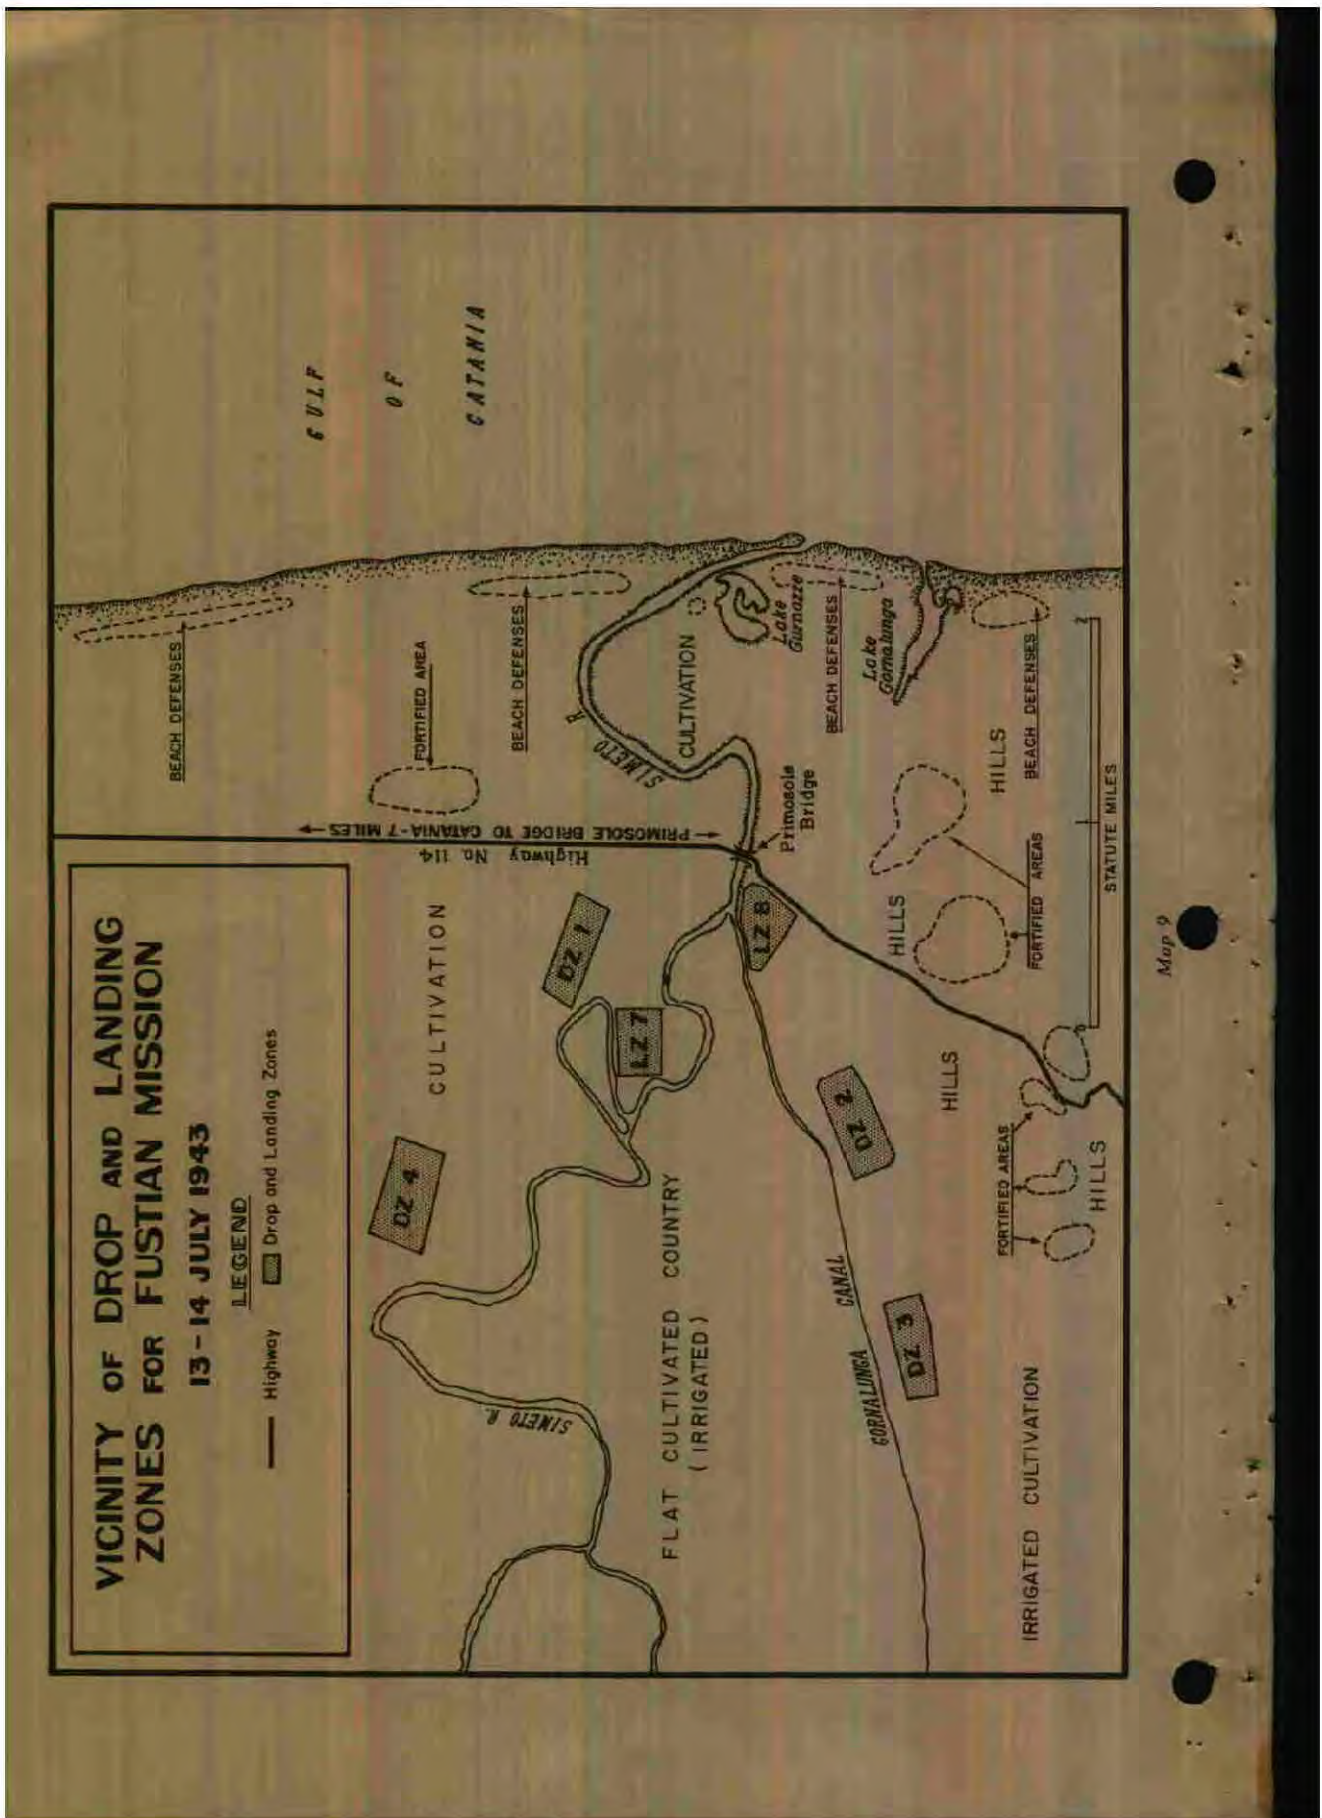 VICINITY OF DROP AND LANDING
ZONES FOR FUSTIAN MISSION
13-14 JULY 1943
LEGEND
Highway
Drop and Landing Zones
GULF
OF
CATANIA
BEACH DEFENSES
FORTIFIED AREA
BEACH DEFENSES
PRIMOSOLE BRIDGE TO CATANIA-7 MILES
Highway No. 114
CULTIVATION
DZ 4
DZ 1
LZ 7
SIMETO R.
SIMETO R.
CULTIVATION
Lake
Gurnazze
BEACH DEFENSES
Lake
Gornalunga
Primosole
Bridge
LZ 8
FLAT CULTIVATED COUNTRY
(IRRIGATED)
DZ 2
GORNALUNGA CANAL
DZ 3
HILLS
HILLS
HILLS
HILLS
BEACH DEFENSES
FORTIFIED AREAS
FORTIFIED AREAS
IRRIGATED CULTIVATION
0
1
2
STATUTE MILES
Map 9